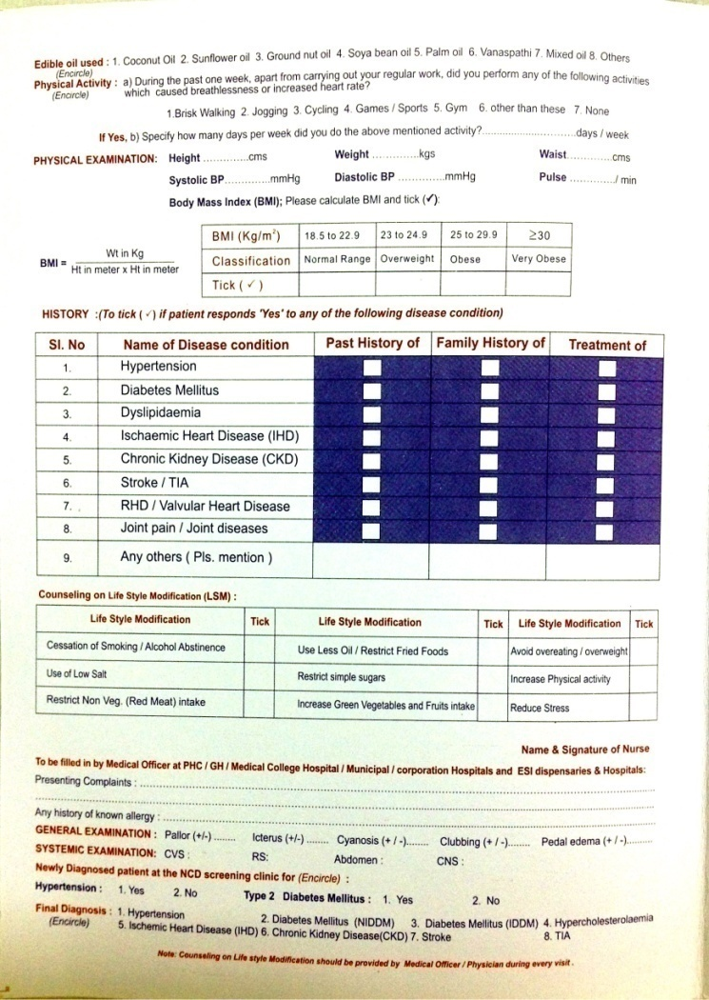 Edible oil used : 1. Coconut Oil 2. Sunflower oil 3. Ground nut oil 4. Soya bean oil 5. Palm oil 6. Vanaspathi 7. Mixed oil 8. Others
(Encircle)
Physical Activity : a) During the past one week, apart from carrying out your regular work, did you perform any of the following activities
(Encircle) which caused breathlessness or increased heart rate?
1.Brisk Walking 2. Jogging 3. Cycling 4. Games / Sports 5. Gym 6. other than these 7. None
If Yes, b) Specify how many days per week did you do the above mentioned activity?..............................days / week
PHYSICAL EXAMINATION: Height .............cms Weight .............kgs Waist.............cms
Systolic BP.............mmHg Diastolic BP .............mmHg Pulse ............./ min
Body Mass Index (BMI); Please calculate BMI and tick (✓):
BMI (Kg/m²) 18.5 to 22.9 23 to 24.9 25 to 29.9 ≥30
BMI = Wt in Kg
Ht in meter x Ht in meter
Classification Normal Range Overweight Obese Very Obese
Tick ( ✓ )
HISTORY :(To tick ( ✓ ) if patient responds 'Yes' to any of the following disease condition)
Sl. No Name of Disease condition Past History of Family History of Treatment of
1. Hypertension
2. Diabetes Mellitus
3. Dyslipidaemia
4. Ischaemic Heart Disease (IHD)
5. Chronic Kidney Disease (CKD)
6. Stroke / TIA
7. RHD / Valvular Heart Disease
8. Joint pain / Joint diseases
9. Any others ( Pls. mention )
Counseling on Life Style Modification (LSM) :
Life Style Modification Tick Life Style Modification Tick Life Style Modification Tick
Cessation of Smoking / Alcohol Abstinence Use Less Oil / Restrict Fried Foods Avoid overeating / overweight
Use of Low Salt Restrict simple sugars Increase Physical activity
Restrict Non Veg. (Red Meat) intake Increase Green Vegetables and Fruits intake Reduce Stress
Name & Signature of Nurse
To be filled in by Medical Officer at PHC / GH / Medical College Hospital / Municipal / corporation Hospitals and ESI dispensaries & Hospitals:
Presenting Complaints :
Any history of known allergy :
GENERAL EXAMINATION : Pallor (+/-) ........ Icterus (+/-) ........ Cyanosis (+ / -)........ Clubbing (+ / -)........ Pedal edema (+ / -).........
SYSTEMIC EXAMINATION: CVS : RS: Abdomen : CNS :
Newly Diagnosed patient at the NCD screening clinic for (Encircle) :
Hypertension : 1. Yes 2. No Type 2 Diabetes Mellitus : 1. Yes 2. No
Final Diagnosis : 1. Hypertension 2. Diabetes Mellitus (NIDDM) 3. Diabetes Mellitus (IDDM) 4. Hypercholesterolaemia
(Encircle) 5. Ischemic Heart Disease (IHD) 6. Chronic Kidney Disease(CKD) 7. Stroke 8. TIA
Note: Counseling on Life style Modification should be provided by Medical Officer / Physician during every visit .